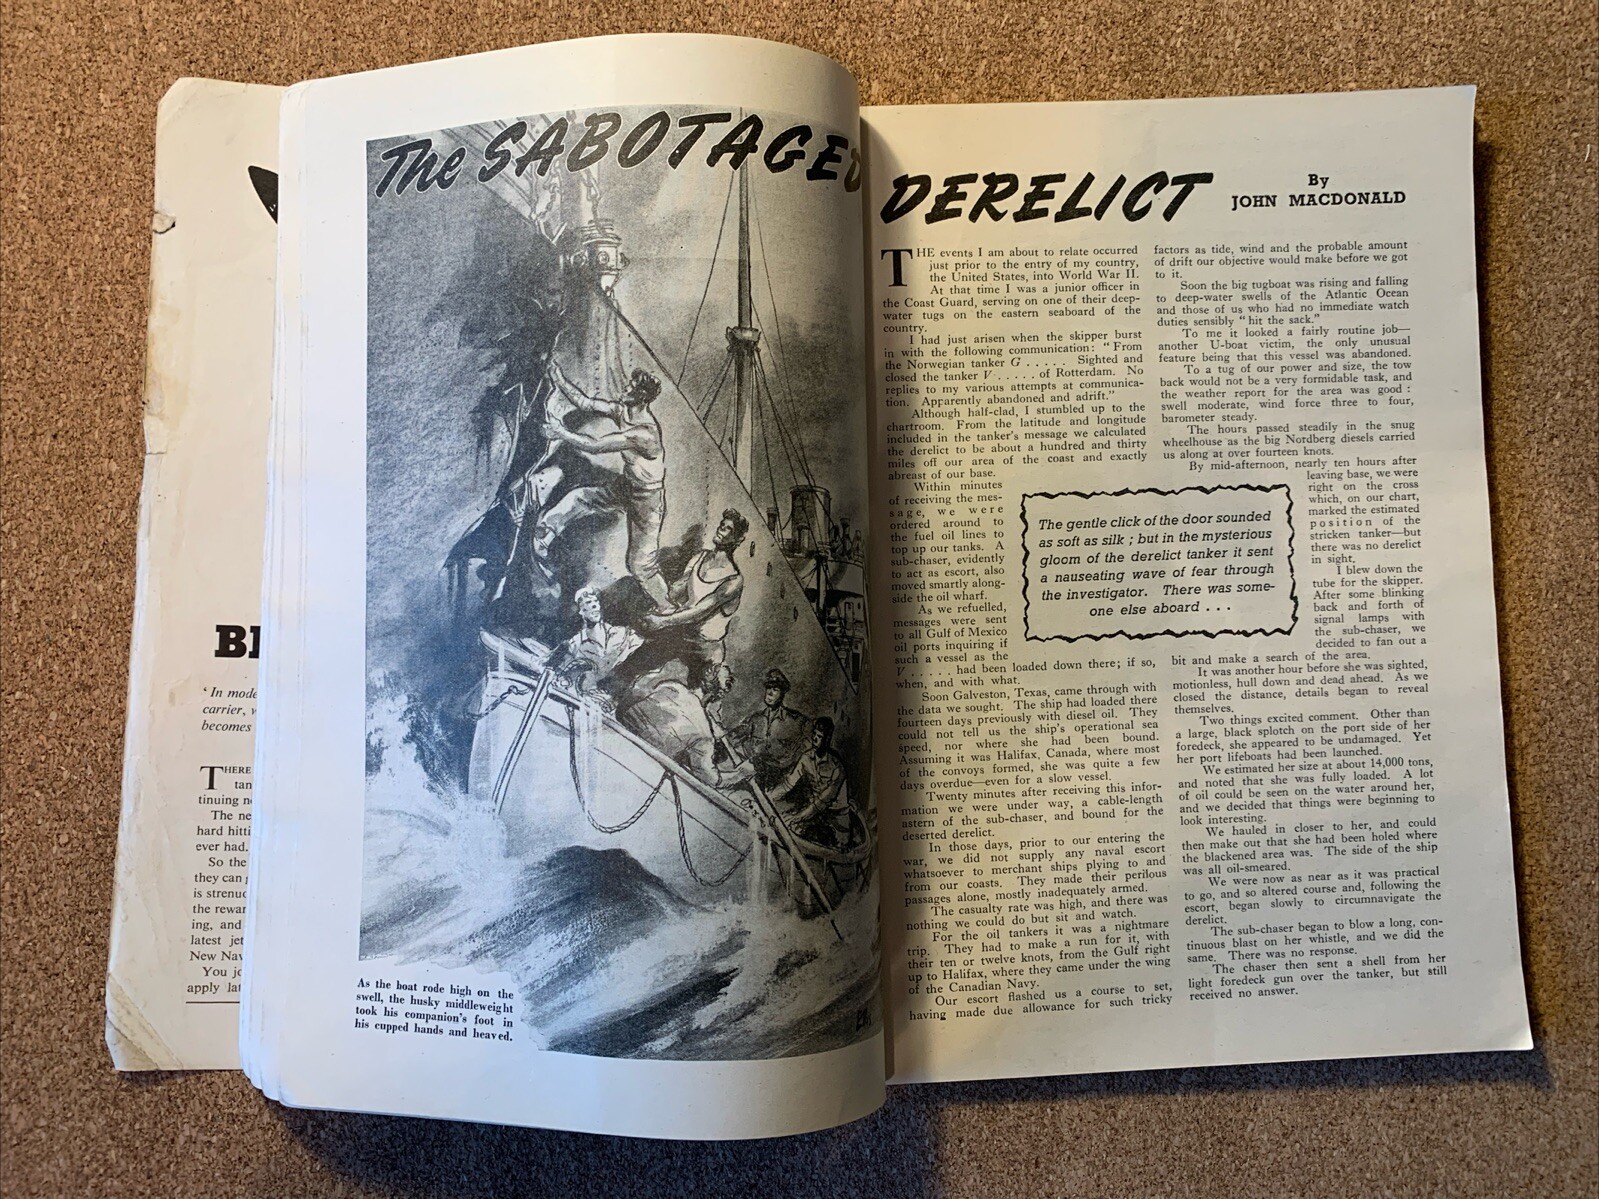 BL
‘In mode
carrier, w
becomes
THERE
tan
tinuing n
The ne
hard hitti
ever had.
So the
they can g
is strenuc
the rewar
ing, and
latest jet
New Nav
You jo
apply lat
The SABOTAGED
As the boat rode high on the
swell, the husky middleweight
took his companion's foot in
his cupped hands and heaved.
DERELICT
By
JOHN MACDONALD
THE events I am about to relate occurred
just prior to the entry of my country,
the United States, into World War II.
At that time I was a junior officer in
the Coast Guard, serving on one of their deep-
water tugs on the eastern seaboard of the
country.
I had just arisen when the skipper burst
in with the following communication: “ From
the Norwegian tanker G . . . . . Sighted and
closed the tanker V . . . . . of Rotterdam. No
replies to my various attempts at communica-
tion. Apparently abandoned and adrift.”
Although half-clad, I stumbled up to the
chartroom. From the latitude and longitude
included in the tanker's message we calculated
the derelict to be about a hundred and thirty
miles off our area of the coast and exactly
abreast of our base.
Within minutes
of receiving the mes-
sage, we were
ordered around to
the fuel oil lines to
top up our tanks. A
sub-chaser, evidently
to act as escort, also
moved smartly along-
side the oil wharf.
As we refuelled,
messages were sent
to all Gulf of Mexico
oil ports inquiring if
such a vessel as the
V . . . . . had been loaded down there; if so,
when, and with what.
Soon Galveston, Texas, came through with
the data we sought. The ship had loaded there
fourteen days previously with diesel oil. They
could not tell us the ship's operational sea
speed, nor where she had been bound.
Assuming it was Halifax, Canada, where most
of the convoys formed, she was quite a few
days overdue—even for a slow vessel.
Twenty minutes after receiving this infor-
mation we were under way, a cable-length
astern of the sub-chaser, and bound for the
deserted derelict.
In those days, prior to our entering the
war, we did not supply any naval escort
whatsoever to merchant ships plying to and
from our coasts. They made their perilous
passages alone, mostly inadequately armed.
The casualty rate was high, and there was
nothing we could do but sit and watch.
For the oil tankers it was a nightmare
trip. They had to make a run for it, with
their ten or twelve knots, from the Gulf right
up to Halifax, where they came under the wing
of the Canadian Navy.
Our escort flashed us a course to set,
having made due allowance for such tricky
factors as tide, wind and the probable amount
of drift our objective would make before we got
to it.
Soon the big tugboat was rising and falling
to deep-water swells of the Atlantic Ocean
and those of us who had no immediate watch
duties sensibly “ hit the sack.”
To me it looked a fairly routine job—
another U-boat victim, the only unusual
feature being that this vessel was abandoned.
To a tug of our power and size, the tow
back would not be a very formidable task, and
the weather report for the area was good :
swell moderate, wind force three to four,
barometer steady.
The hours passed steadily in the snug
wheelhouse as the big Nordberg diesels carried
us along at over fourteen knots.
By mid-afternoon, nearly ten hours after
leaving base, we were
right on the cross
which, on our chart,
marked the estimated
position of the
stricken tanker—but
there was no derelict
in sight.
I blew down the
tube for the skipper.
After some blinking
back and forth of
signal lamps with
the sub-chaser, we
decided to fan out a
bit and make a search of the area.
It was another hour before she was sighted,
motionless, hull down and dead ahead. As we
closed the distance, details began to reveal
themselves.
Two things excited comment. Other than
a large, black splotch on the port side of her
foredeck, she appeared to be undamaged. Yet
her port lifeboats had been launched.
We estimated her size at about 14,000 tons,
and noted that she was fully loaded. A lot
of oil could be seen on the water around her,
and we decided that things were beginning to
look interesting.
We hauled in closer to her, and could
then make out that she had been holed where
the blackened area was. The side of the ship
was all oil-smeared.
We were now as near as it was practical
to go, and so altered course and, following the
escort, began slowly to circumnavigate the
derelict.
The sub-chaser began to blow a long, con-
tinuous blast on her whistle, and we did the
same. There was no response.
The chaser then sent a shell from her
light foredeck gun over the tanker, but still
received no answer.
The gentle click of the door sounded
as soft as silk ; but in the mysterious
gloom of the derelict tanker it sent
a nauseating wave of fear through
the investigator. There was some-
one else aboard . . .